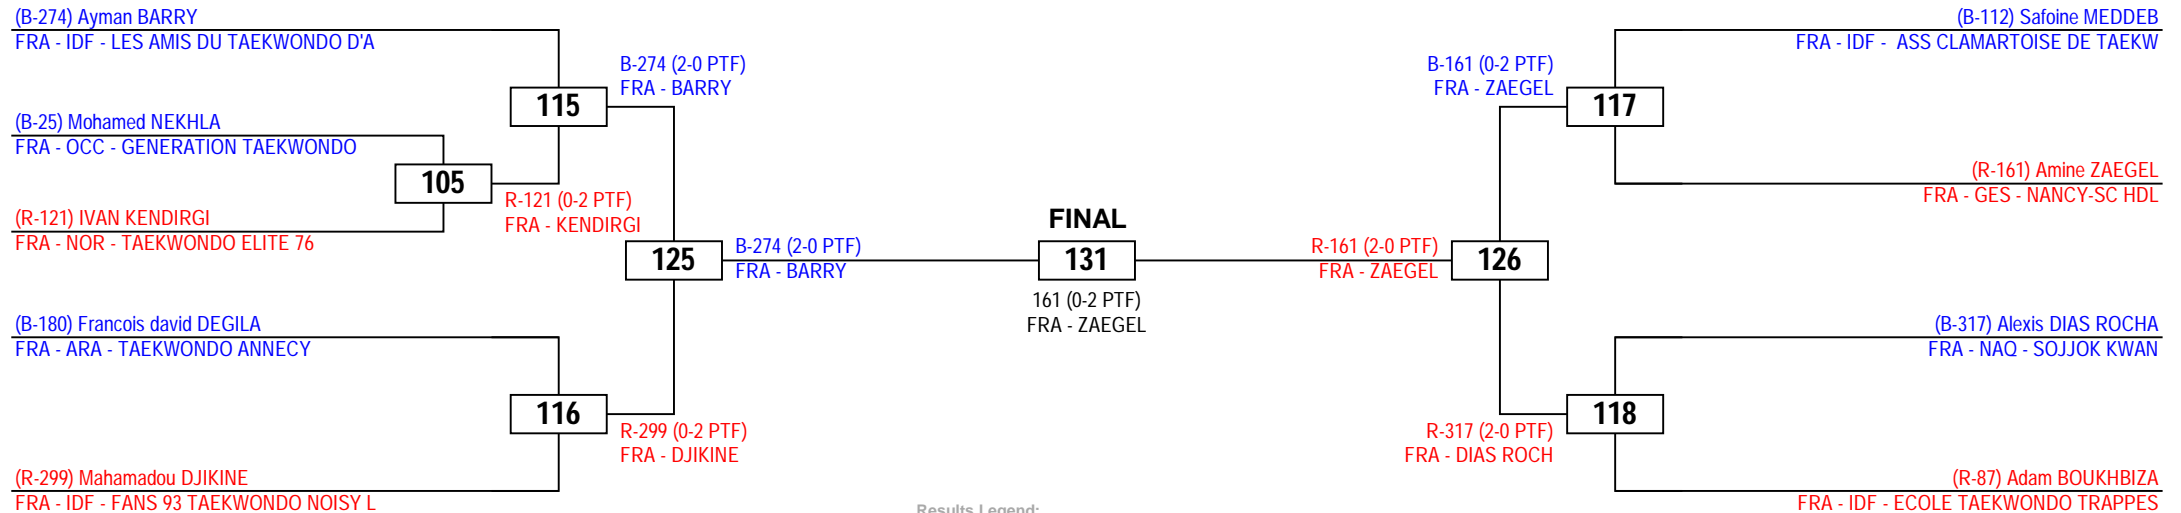 (B-274) Ayman BARRY
FRA - IDF - LES AMIS DU TAEKWONDO D'A
B-274 (2-0 PTF)
FRA - BARRY
115
(B-25) Mohamed NEKHLA
FRA - OCC - GENERATION TAEKWONDO
105
R-121 (0-2 PTF)
FRA - KENDIRGI
(R-121) IVAN KENDIRGI
FRA - NOR - TAEKWONDO ELITE 76
125
B-274 (2-0 PTF)
FRA - BARRY
(B-180) Francois david DEGILA
FRA - ARA - TAEKWONDO ANNECY
116
R-299 (0-2 PTF)
FRA - DJIKINE
(R-299) Mahamadou DJIKINE
FRA - IDF - FANS 93 TAEKWONDO NOISY L
FINAL
131
161 (0-2 PTF)
FRA - ZAEGEL
(B-112) Safoine MEDDEB
FRA - IDF -  ASS CLAMARTOISE DE TAEKW
B-161 (0-2 PTF)
FRA - ZAEGEL
117
(R-161) Amine ZAEGEL
FRA - GES - NANCY-SC HDL
R-161 (2-0 PTF)
FRA - ZAEGEL
126
(B-317) Alexis DIAS ROCHA
FRA - NAQ - SOJJOK KWAN
118
R-317 (2-0 PTF)
FRA - DIAS ROCH
(R-87) Adam BOUKHBIZA
FRA - IDF - ECOLE TAEKWONDO TRAPPES
Results Legend: